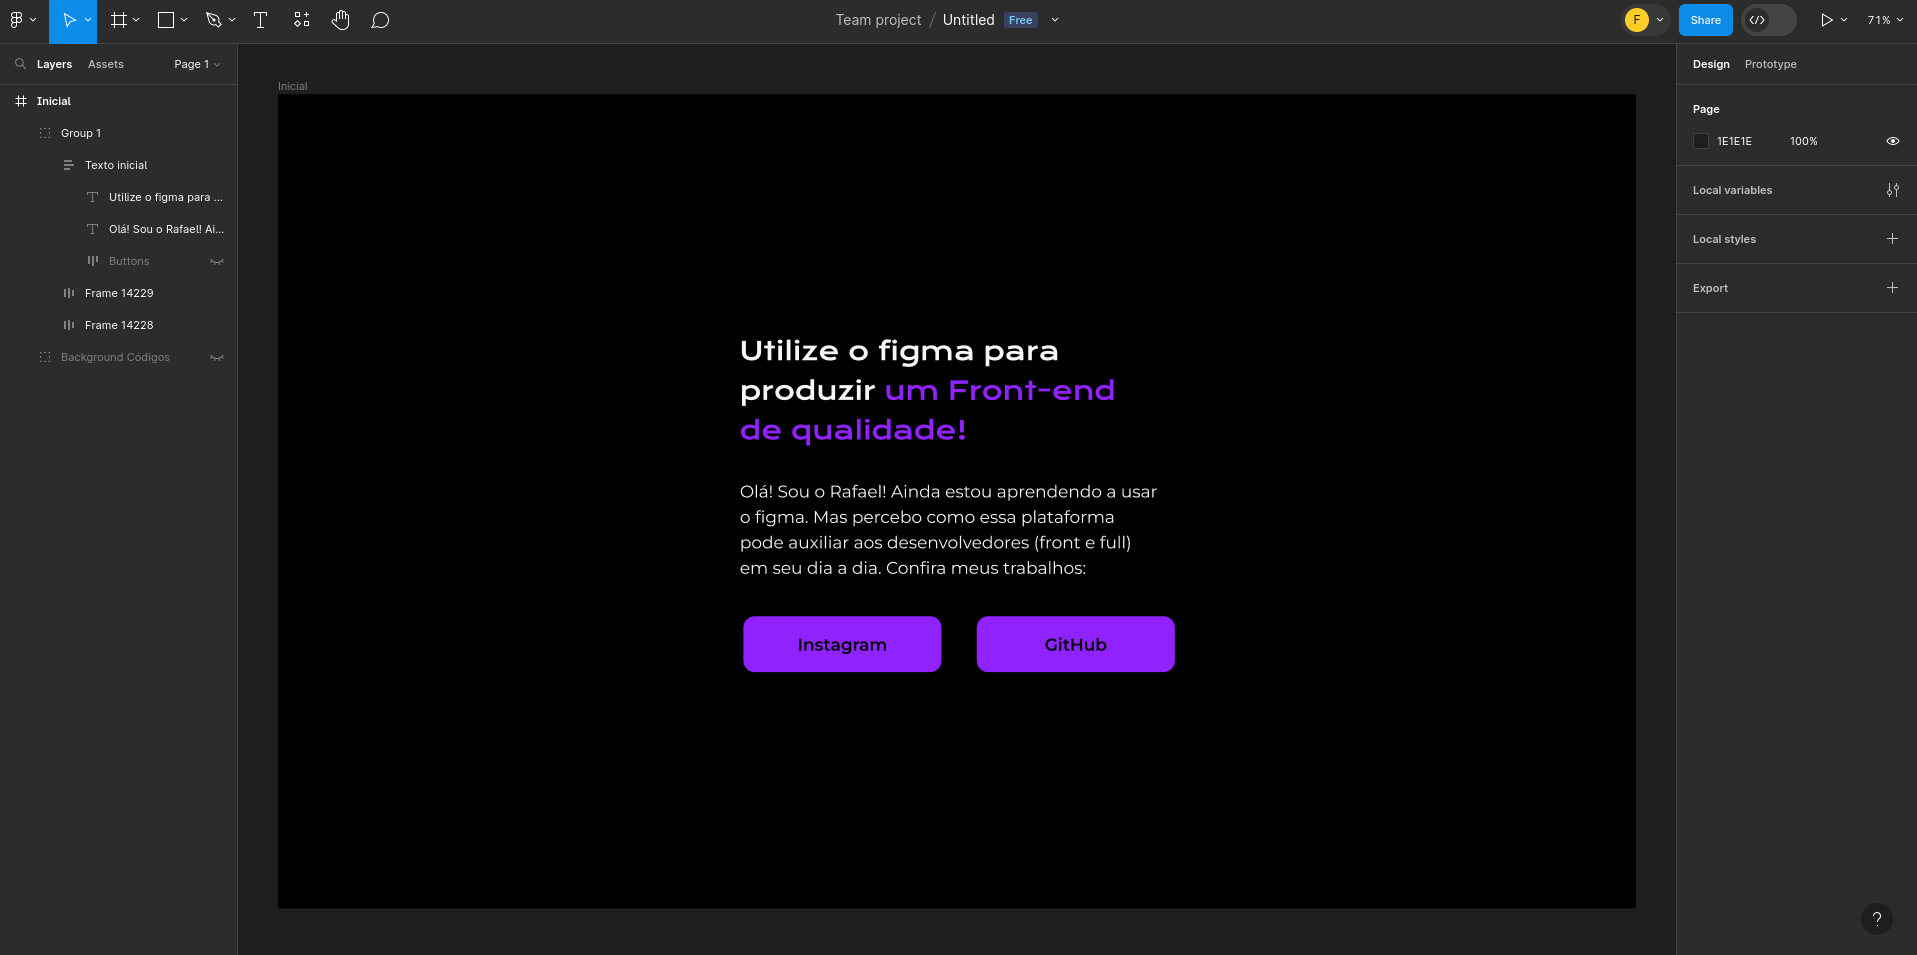 Team project / Untitled Free
F
Share
71%
Layers
Assets
Page 1
Inicial
Group 1
Texto inicial
Utilize o figma para ...
Olá! Sou o Rafael! Ai...
Buttons
Frame 14229
Frame 14228
Background Códigos
Inicial
Utilize o figma para
produzir um Front-end
de qualidade!
Olá! Sou o Rafael! Ainda estou aprendendo a usar
o figma. Mas percebo como essa plataforma
pode auxiliar aos desenvolvedores (front e full)
em seu dia a dia. Confira meus trabalhos:
Instagram
GitHub
Design
Prototype
Page
1E1E1E
100%
Local variables
Local styles
Export
?